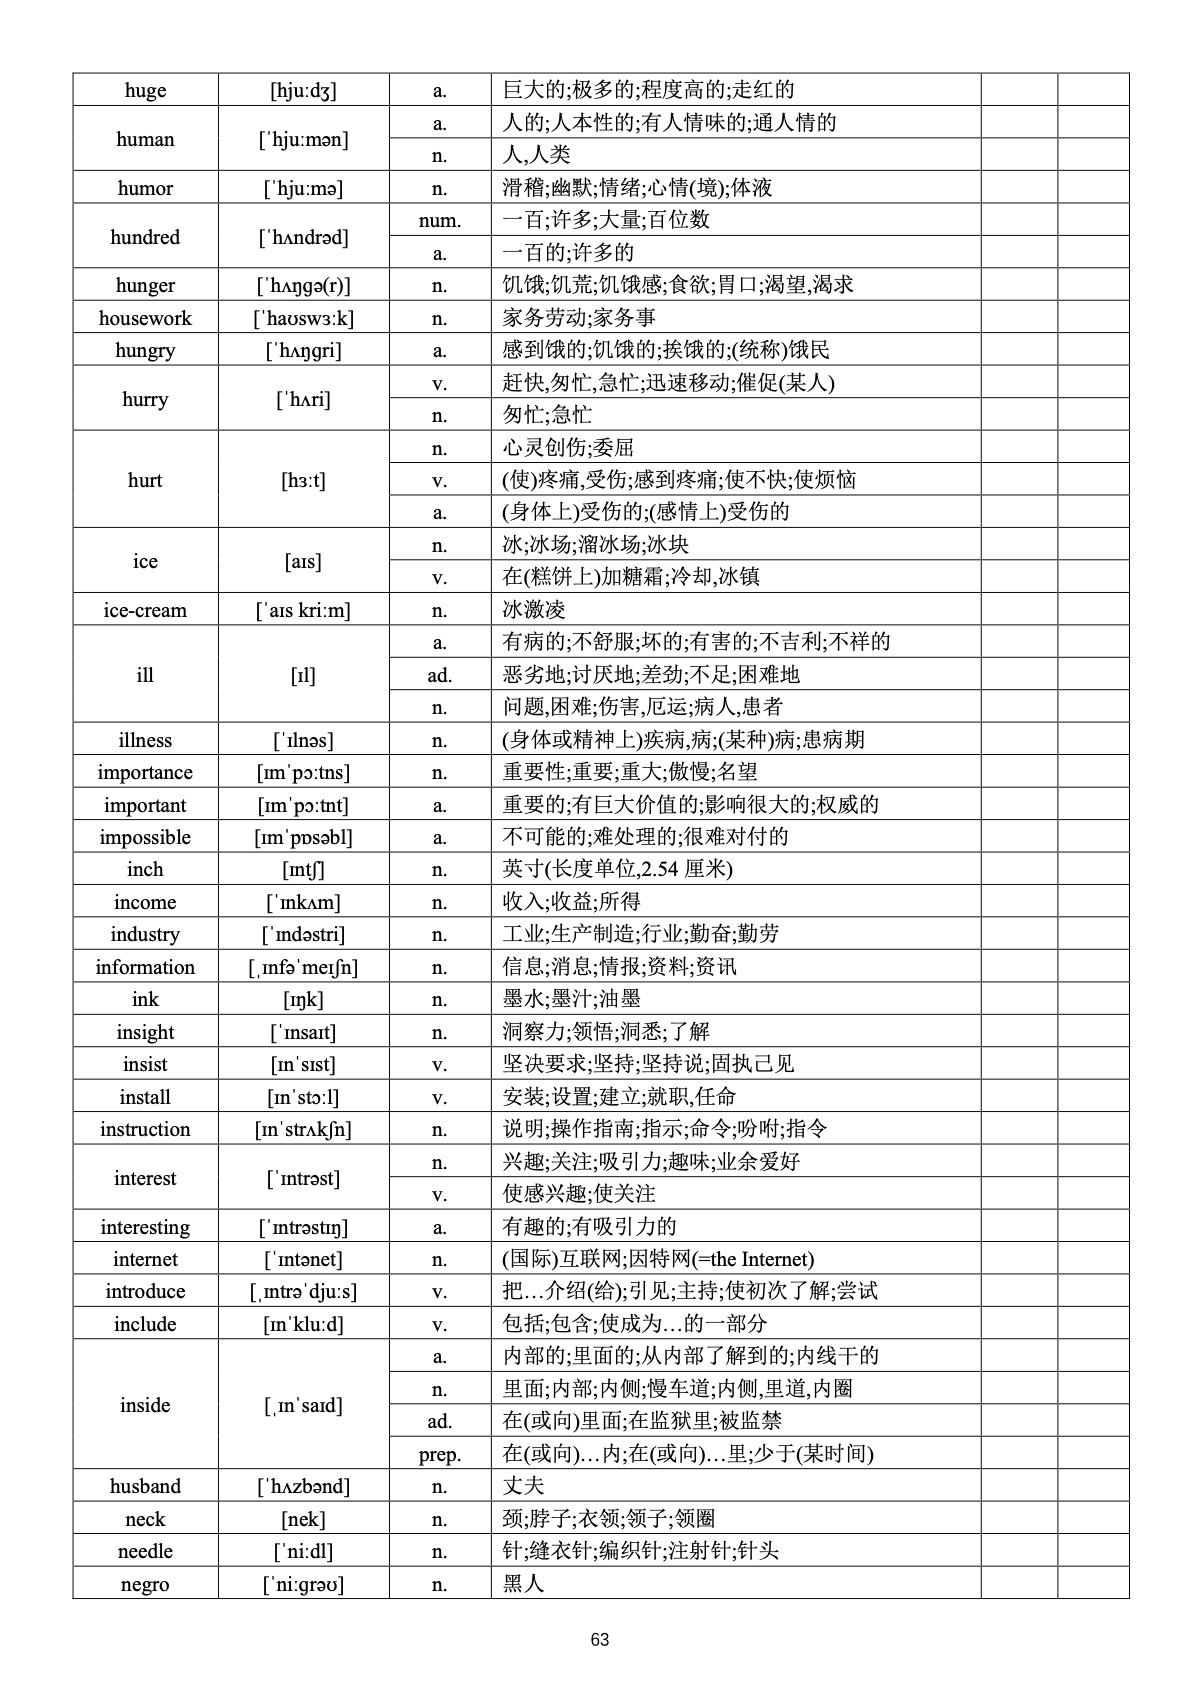 huge [hjuːdʒ] a. 巨大的;极多的;程度高的;走红的
human [ˈhjuːmən] a. 人的;人本性的;有人情味的;通人情的
n. 人,人类
humor [ˈhjuːmə] n. 滑稽;幽默;情绪;心情(境);体液
hundred [ˈhʌndrəd] num. 一百;许多;大量;百位数
a. 一百的;许多的
hunger [ˈhʌŋɡə(r)] n. 饥饿;饥荒;饥饿感;食欲;胃口;渴望,渴求
housework [ˈhaʊswɜːk] n. 家务劳动;家务事
hungry [ˈhʌŋɡri] a. 感到饿的;饥饿的;挨饿的;(统称)饿民
hurry [ˈhʌri] v. 赶快,匆忙,急忙;迅速移动;催促(某人)
n. 匆忙;急忙
hurt [hɜːt] n. 心灵创伤;委屈
v. (使)疼痛,受伤;感到疼痛;使不快;使烦恼
a. (身体上)受伤的;(感情上)受伤的
ice [aɪs] n. 冰;冰场;溜冰场;冰块
v. 在(糕饼上)加糖霜;冷却,冰镇
ice-cream [ˈaɪs kriːm] n. 冰激凌
ill [ɪl] a. 有病的;不舒服;坏的;有害的;不吉利;不祥的
ad. 恶劣地;讨厌地;差劲;不足;困难地
n. 问题,困难;伤害,厄运;病人,患者
illness [ˈɪlnəs] n. (身体或精神上)疾病,病;(某种)病;患病期
importance [ɪmˈpɔːtns] n. 重要性;重要;重大;傲慢;名望
important [ɪmˈpɔːtnt] a. 重要的;有巨大价值的;影响很大的;权威的
impossible [ɪmˈpɒsəbl] a. 不可能的;难处理的;很难对付的
inch [ɪntʃ] n. 英寸(长度单位,2.54 厘米)
income [ˈɪnkʌm] n. 收入;收益;所得
industry [ˈɪndəstri] n. 工业;生产制造;行业;勤奋;勤劳
information [ˌɪnfəˈmeɪʃn] n. 信息;消息;情报;资料;资讯
ink [ɪŋk] n. 墨水;墨汁;油墨
insight [ˈɪnsaɪt] n. 洞察力;领悟;洞悉;了解
insist [ɪnˈsɪst] v. 坚决要求;坚持;坚持说;固执己见
install [ɪnˈstɔːl] v. 安装;设置;建立;就职,任命
instruction [ɪnˈstrʌkʃn] n. 说明;操作指南;指示;命令;吩咐;指令
interest [ˈɪntrəst] n. 兴趣;关注;吸引力;趣味;业余爱好
v. 使感兴趣;使关注
interesting [ˈɪntrəstɪŋ] a. 有趣的;有吸引力的
internet [ˈɪntənet] n. (国际)互联网;因特网(=the Internet)
introduce [ˌɪntrəˈdjuːs] v. 把…介绍(给);引见;主持;使初次了解;尝试
include [ɪnˈkluːd] v. 包括;包含;使成为…的一部分
inside [ˌɪnˈsaɪd] a. 内部的;里面的;从内部了解到的;内线干的
n. 里面;内部;内侧;慢车道;内侧,里道,内圈
ad. 在(或向)里面;在监狱里;被监禁
prep. 在(或向)…内;在(或向)…里;少于(某时间)
husband [ˈhʌzbənd] n. 丈夫
neck [nek] n. 颈;脖子;衣领;领子;领圈
needle [ˈniːdl] n. 针;缝衣针;编织针;注射针;针头
negro [ˈniːɡrəʊ] n. 黑人
63